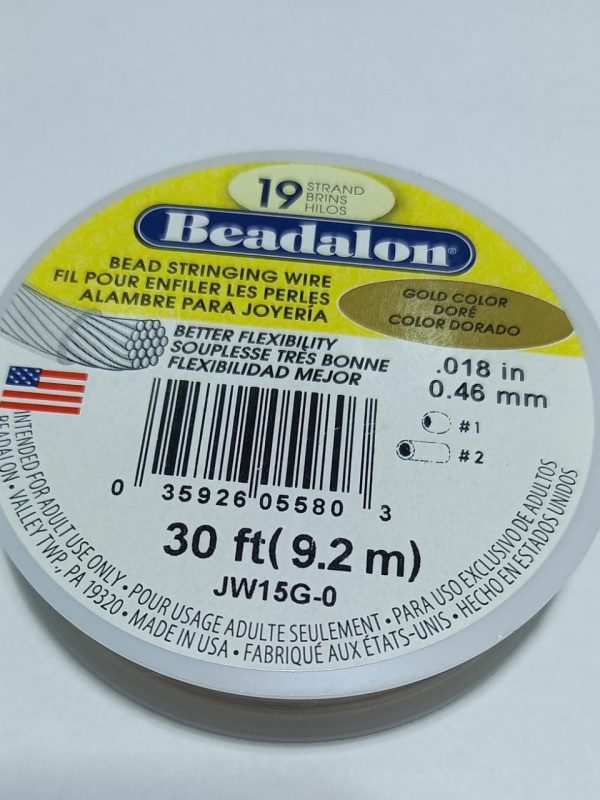 19 STRAND
BRINS
HILOS
Beadalon®
BEAD STRINGING WIRE
FIL POUR ENFILER LES PERLES
ALAMBRE PARA JOYERÍA
GOLD COLOR
DORÉ
COLOR DORADO
BETTER FLEXIBILITY
SOUPLESSE TRÈS BONNE
FLEXIBILIDAD MEJOR
.018 in
0.46 mm
#1
#2
0 35926 05580 3
30 ft( 9.2 m)
JW15G-0
INTENDED FOR ADULT USE ONLY • POUR USAGE ADULTE SEULEMENT • PARA USO EXCLUSIVO DE ADULTOS
BEADALON • VALLEY TWP., PA 19320 • MADE IN USA • FABRIQUÉ AUX ÉTATS-UNIS • HECHO EN ESTADOS UNIDOS